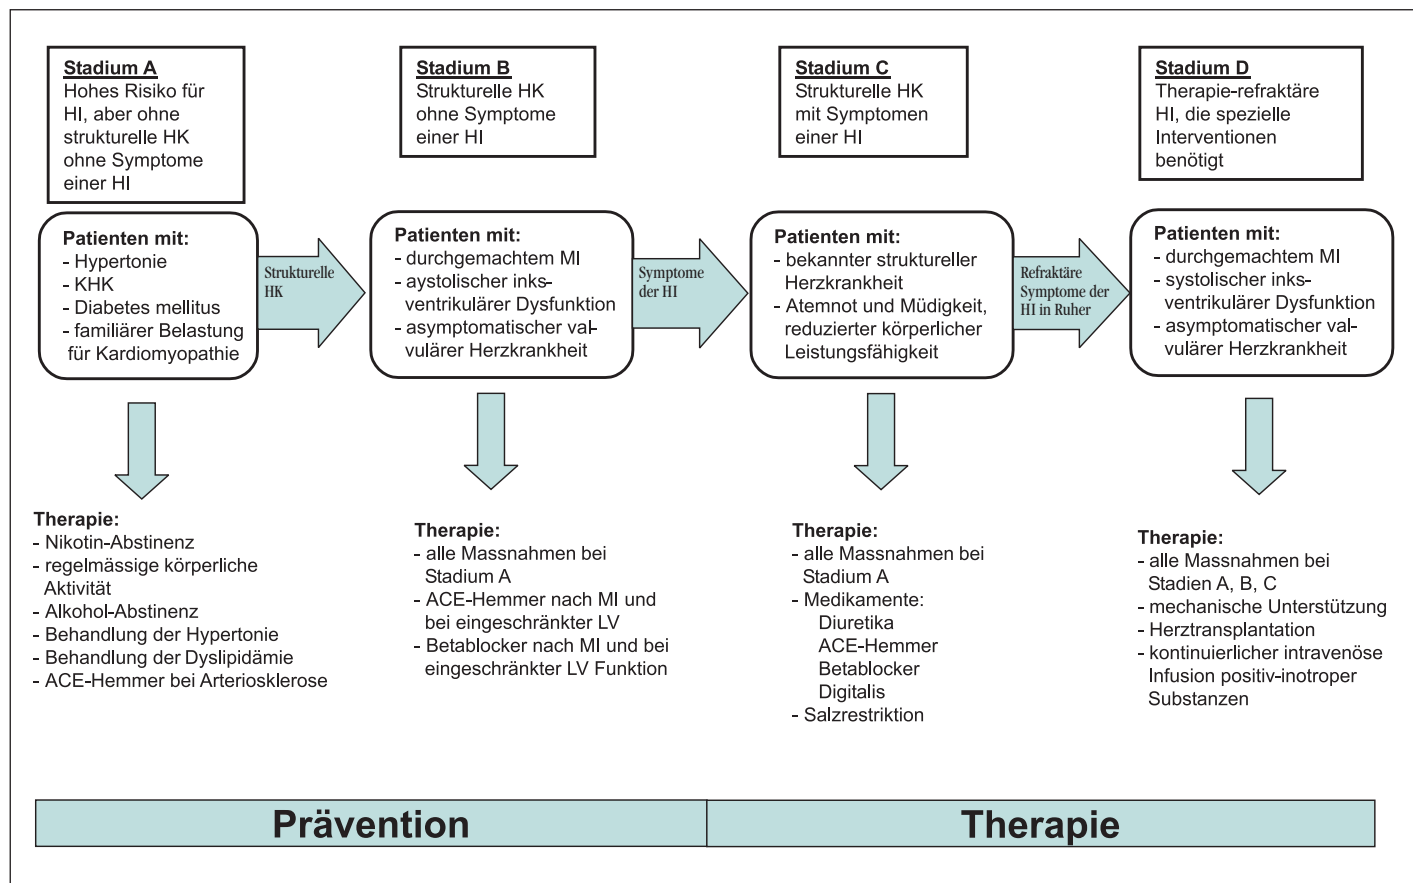 Stadium A
Hohes Risiko für
HI, aber ohne
strukturelle HK
ohne Symptome
einer HI
Stadium B
Strukturelle HK
ohne Symptome
einer HI
Stadium C
Strukturelle HK
mit Symptomen
einer HI
Stadium D
Therapie-refraktäre
HI, die spezielle
Interventionen
benötigt
Patienten mit:
- Hypertonie
- KHK
- Diabetes mellitus
- familiärer Belastung
für Kardiomyopathie
Strukturelle
HK
Patienten mit:
- durchgemachtem MI
- aystolischer inks-
ventrikulärer Dysfunktion
- asymptomatischer val-
vulärer Herzkrankheit
Symptome
der HI
Patienten mit:
- bekannter struktureller
Herzkrankheit
- Atemnot und Müdigkeit,
reduzierter körperlicher
Leistungsfähigkeit
Refraktäre
Symptome der
HI in Ruher
Patienten mit:
- durchgemachtem MI
- systolischer inks-
ventrikulärer Dysfunktion
- asymptomatischer val-
vulärer Herzkrankheit
Therapie:
- Nikotin-Abstinenz
- regelmässige körperliche
Aktivität
- Alkohol-Abstinenz
- Behandlung der Hypertonie
- Behandlung der Dyslipidämie
- ACE-Hemmer bei Arteriosklerose
Therapie:
- alle Massnahmen bei
Stadium A
- ACE-Hemmer nach MI und
bei eingeschränkter LV
- Betablocker nach MI und bei
eingeschränkter LV Funktion
Therapie:
- alle Massnahmen bei
Stadium A
- Medikamente:
Diuretika
ACE-Hemmer
Betablocker
Digitalis
- Salzrestriktion
Therapie:
- alle Massnahmen bei
Stadien A, B, C
- mechanische Unterstützung
- Herztransplantation
- kontinuierlicher intravenöse
Infusion positiv-inotroper
Substanzen
Prävention
Therapie